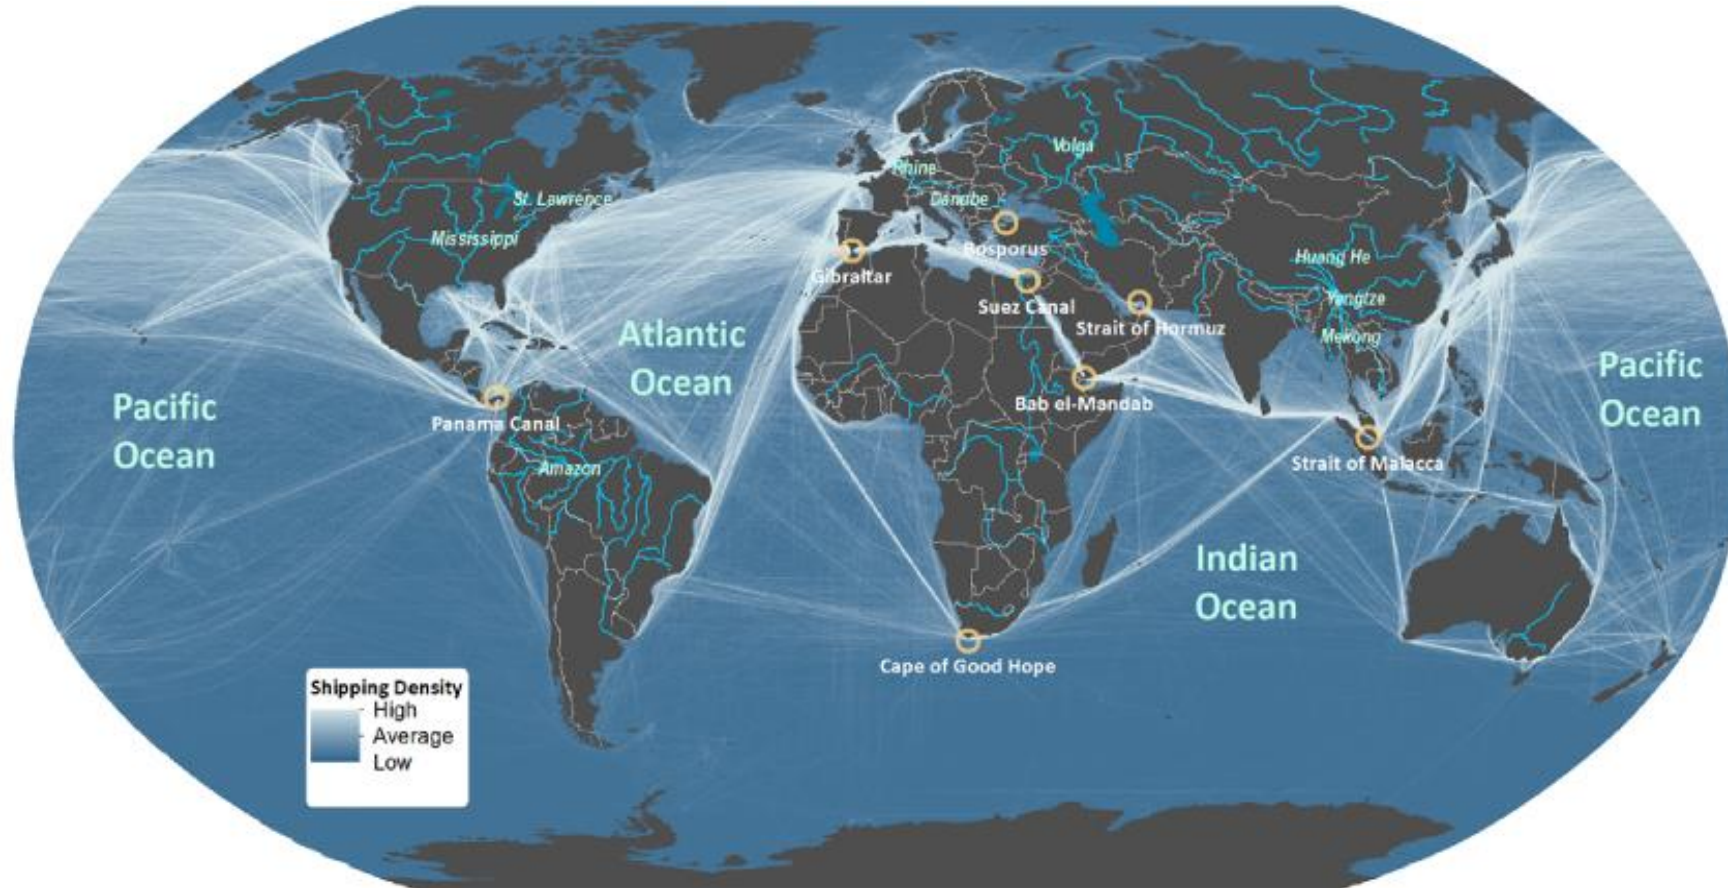 Volga
Rhine
St. Lawrence
Danube
Mississippi
Bosporus
Huang He
Gibraltar
Suez Canal
Yangtze
Strait of Hormuz
Mekong
Atlantic
Ocean
Pacific
Ocean
Bab el-Mandab
Pacific
Ocean
Panama Canal
Strait of Malacca
Amazon
Indian
Ocean
Cape of Good Hope
Shipping Density
High
Average
Low